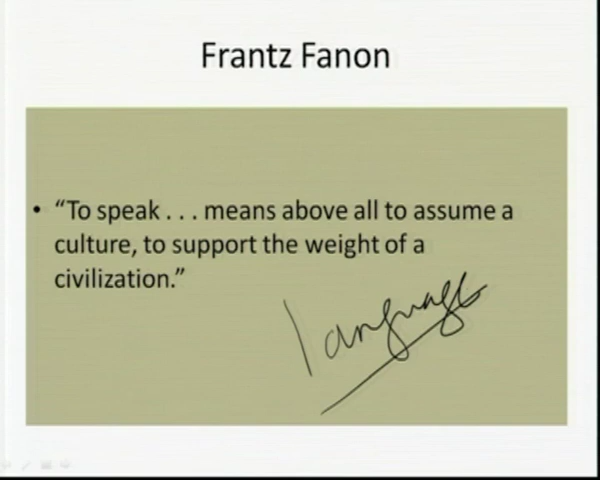 Frantz Fanon
• “To speak . . . means above all to assume a
culture, to support the weight of a
civilization.”
language